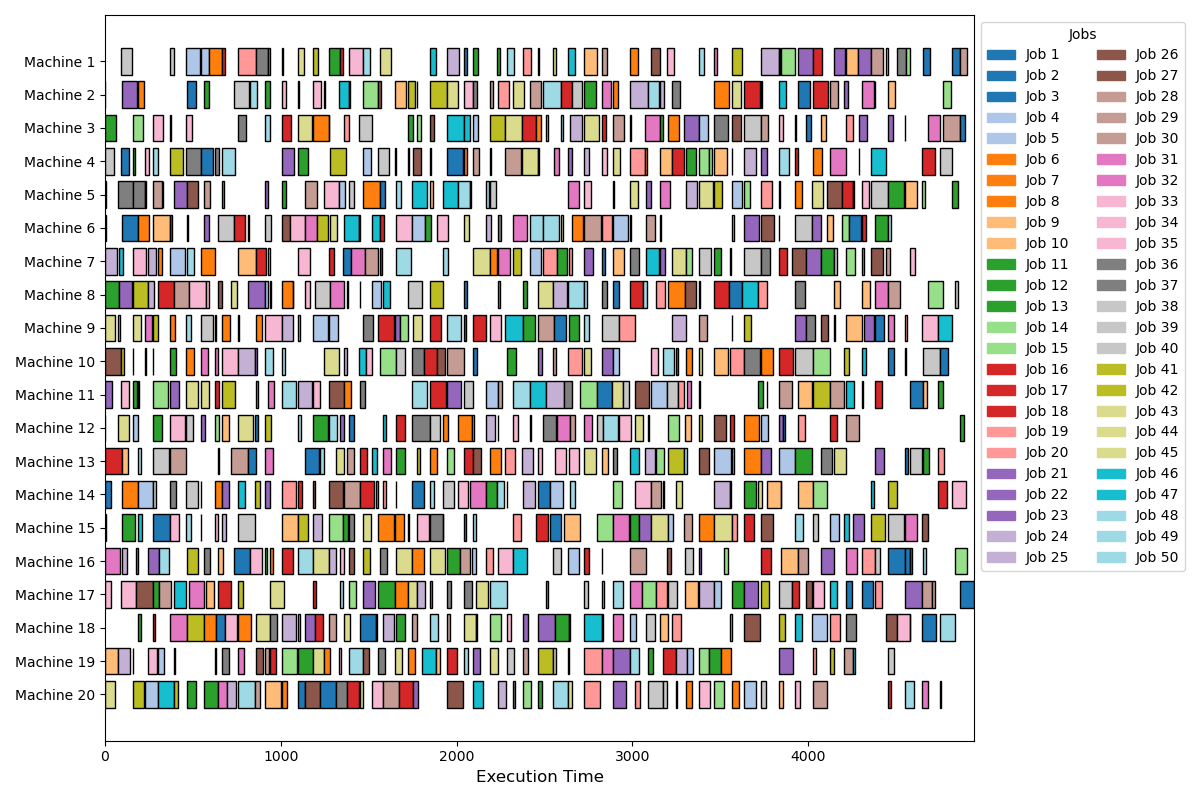 Machine 1
Machine 2
Machine 3
Machine 4
Machine 5
Machine 6
Machine 7
Machine 8
Machine 9
Machine 10
Machine 11
Machine 12
Machine 13
Machine 14
Machine 15
Machine 16
Machine 17
Machine 18
Machine 19
Machine 20
0 1000 2000 3000 4000
Execution Time
Jobs
Job 1
Job 2
Job 3
Job 4
Job 5
Job 6
Job 7
Job 8
Job 9
Job 10
Job 11
Job 12
Job 13
Job 14
Job 15
Job 16
Job 17
Job 18
Job 19
Job 20
Job 21
Job 22
Job 23
Job 24
Job 25
Job 26
Job 27
Job 28
Job 29
Job 30
Job 31
Job 32
Job 33
Job 34
Job 35
Job 36
Job 37
Job 38
Job 39
Job 40
Job 41
Job 42
Job 43
Job 44
Job 45
Job 46
Job 47
Job 48
Job 49
Job 50